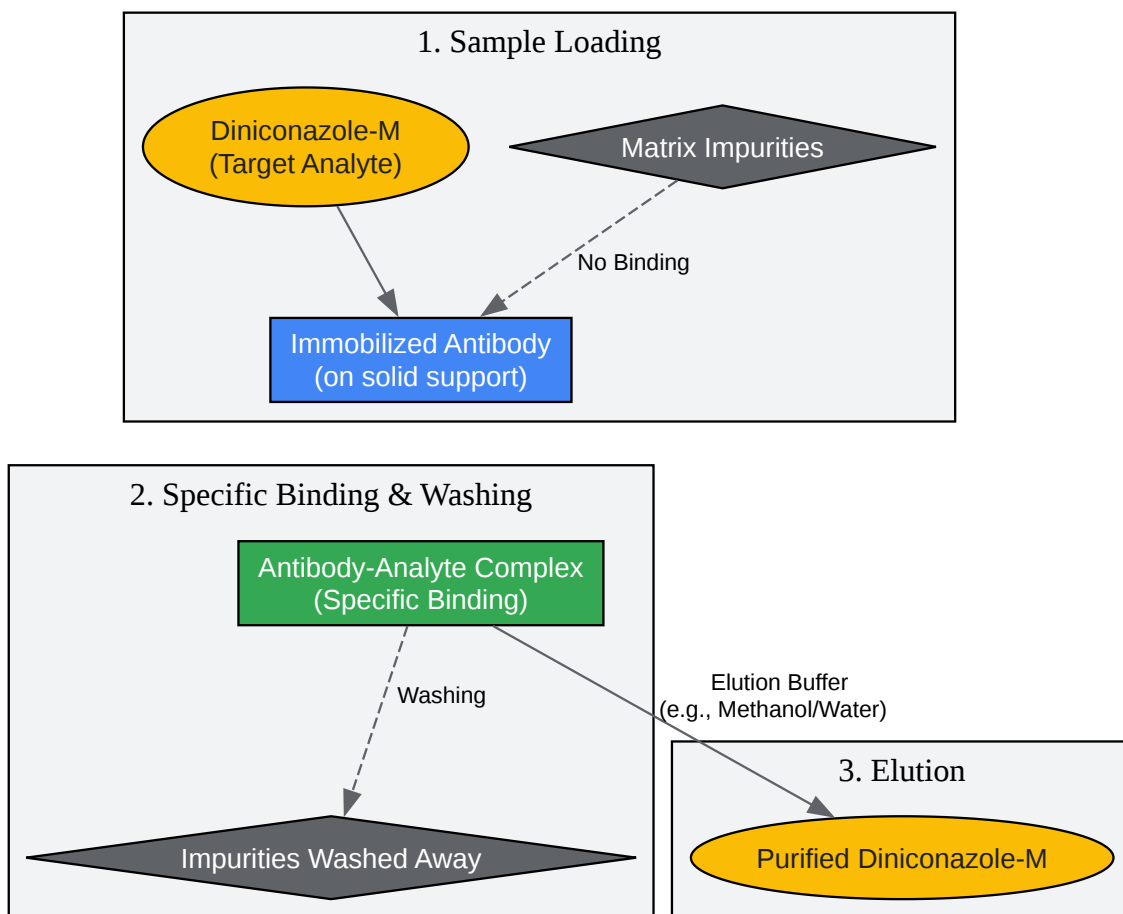 1. Sample Loading
Diniconazole-M
(Target Analyte)
Matrix Impurities
No Binding
Immobilized Antibody
(on solid support)
2. Specific Binding & Washing
Antibody-Analyte Complex
(Specific Binding)
Washing
Elution Buffer
(e.g., Methanol/Water)
3. Elution
Impurities Washed Away
Purified Diniconazole-M